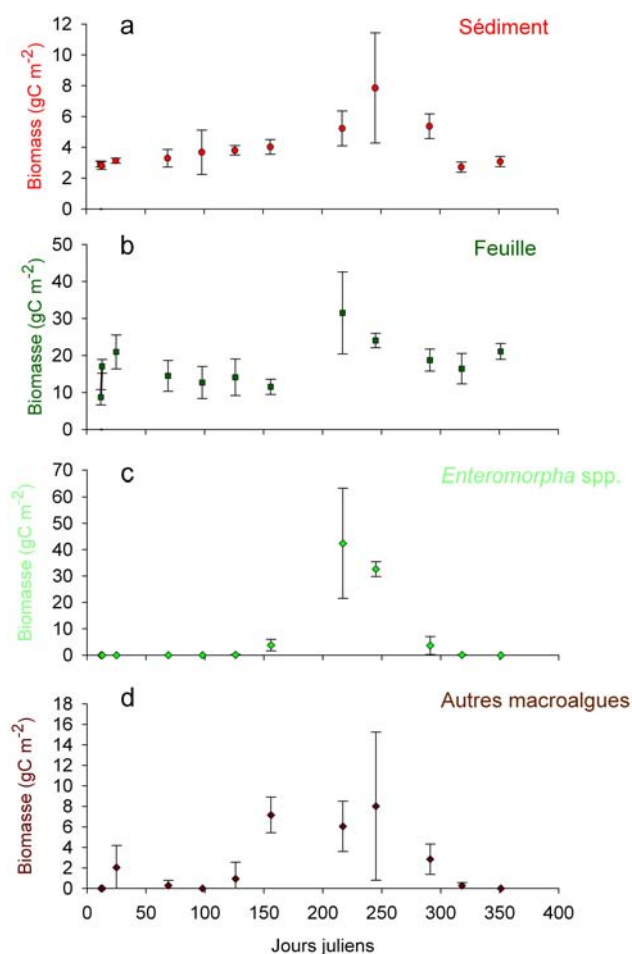 a
Sédiment
Biomass (gC m-2)
12
10
8
6
4
2
0
b
Feuille
Biomasse (gC m-2)
50
40
30
20
10
0
c
Enteromorpha spp.
Biomasse (gC m-2)
70
60
50
40
30
20
10
0
d
Autres macroalgues
Biomasse (gC m-2)
18
16
14
12
10
8
6
4
2
0
0 50 100 150 200 250 300 350 400
Jours juliens